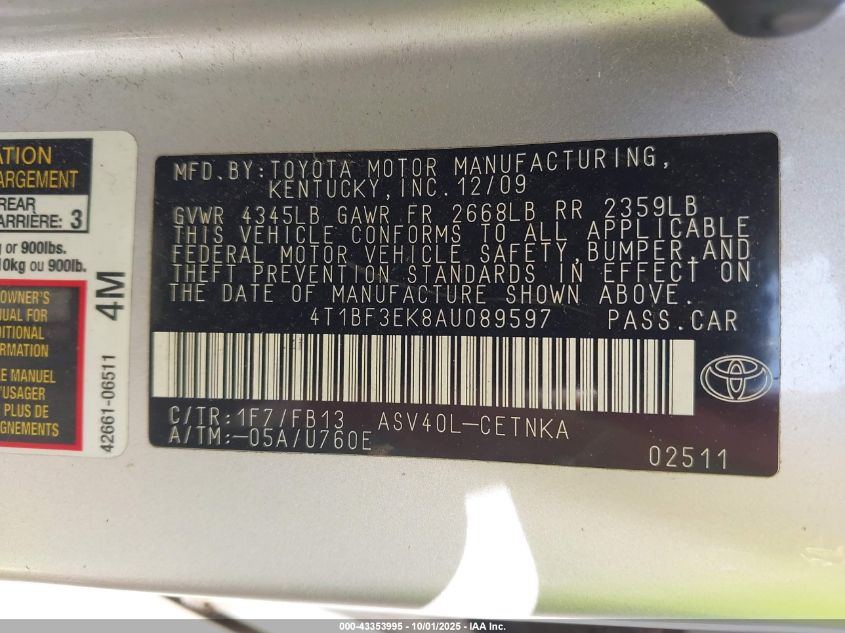 ATION
ARGEMENT
REAR
ARRIÈRE: 3
or 900lbs.
10kg ou 900lb.
OWNER'S
NUAL FOR
DITIONAL
RMATION
LE MANUEL
'USAGER
PLUS DE
IGNEMENTS
4M
42661-06511
MFD. BY: TOYOTA MOTOR MANUFACTURING,
KENTUCKY, INC. 12/09
GVWR 4345LB GAWR FR 2668LB RR 2359LB
THIS VEHICLE CONFORMS TO ALL APPLICABLE
FEDERAL MOTOR VEHICLE SAFETY, BUMPER, AND
THEFT PREVENTION STANDARDS IN EFFECT ON
THE DATE OF MANUFACTURE SHOWN ABOVE.
4T1BF3EK8AU089597 PASS.CAR
C/TR: 1F7/FB13 ASV40L-CETNKA
A/TM: -05A/U760E
02511
000-43353995 - 10/01/2025 - IAA Inc.